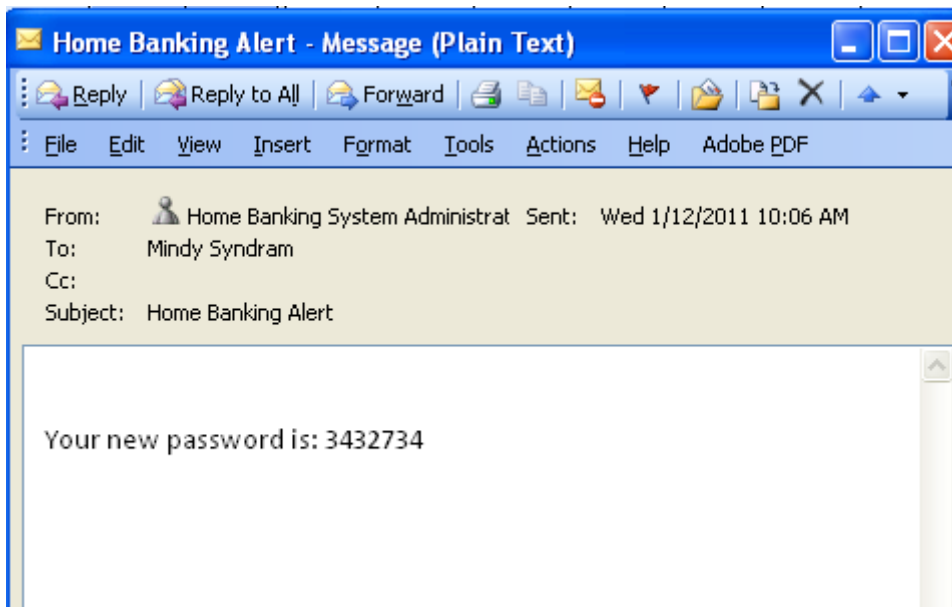 Home Banking Alert - Message (Plain Text)
Reply Reply to All Forward
File Edit View Insert Format Tools Actions Help Adobe PDF
From: Home Banking System Administrat Sent: Wed 1/12/2011 10:06 AM
To: Mindy Syndram
Cc:
Subject: Home Banking Alert
Your new password is: 3432734